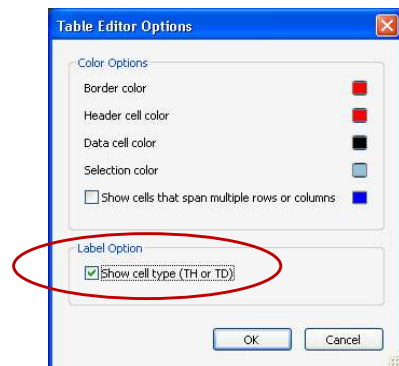 Table Editor Options
Color Options
Border color
Header cell color
Data cell color
Selection color
Show cells that span multiple rows or columns
Label Option
Show cell type (TH or TD)
OK Cancel